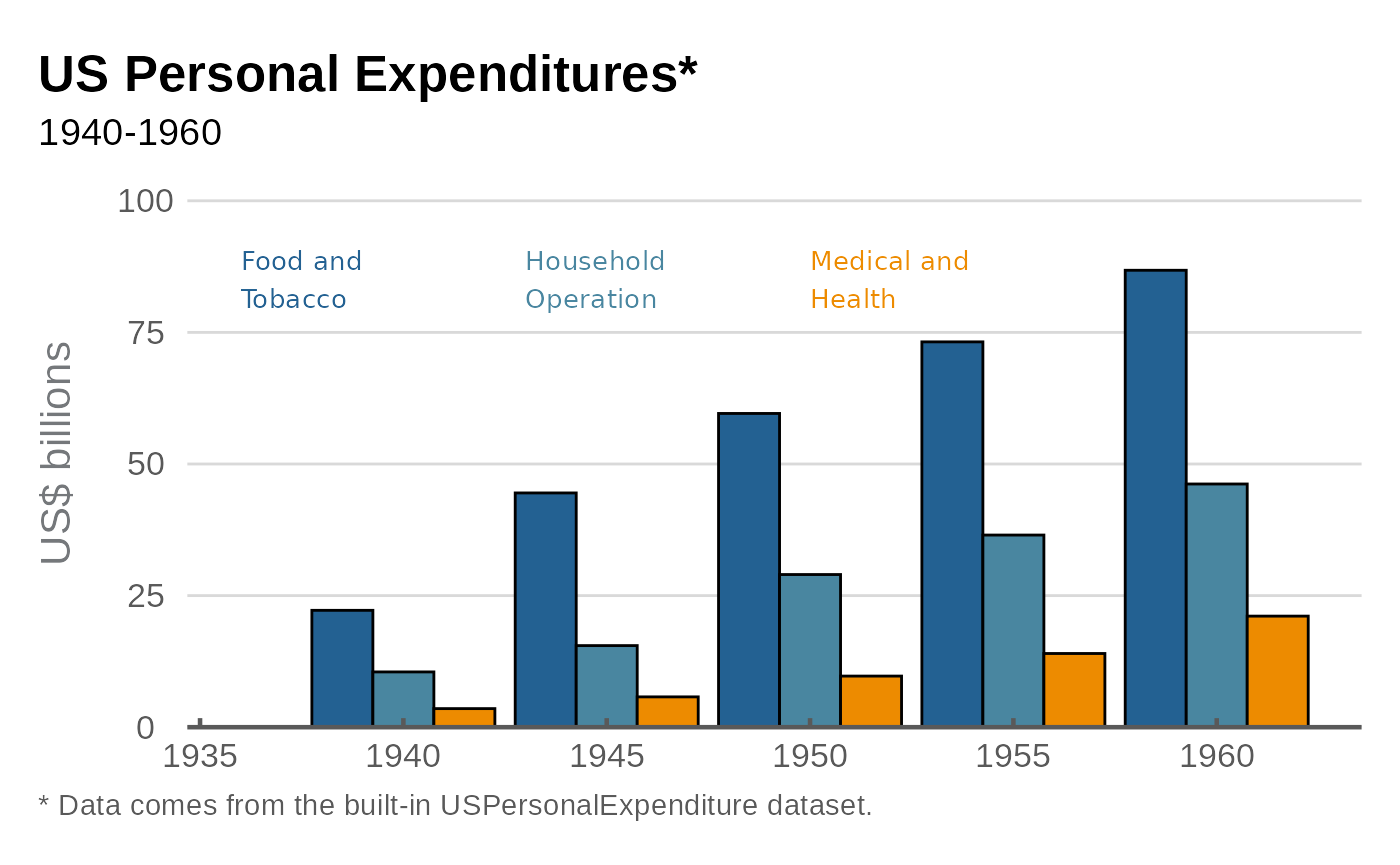 US Personal Expenditures*
1940-1960
100
Food and
Tobacco
Household
Operation
Medical and
Health
75
50
25
0
US$ billions
1935 1940 1945 1950 1955 1960
* Data comes from the built-in USPersonalExpenditure dataset.